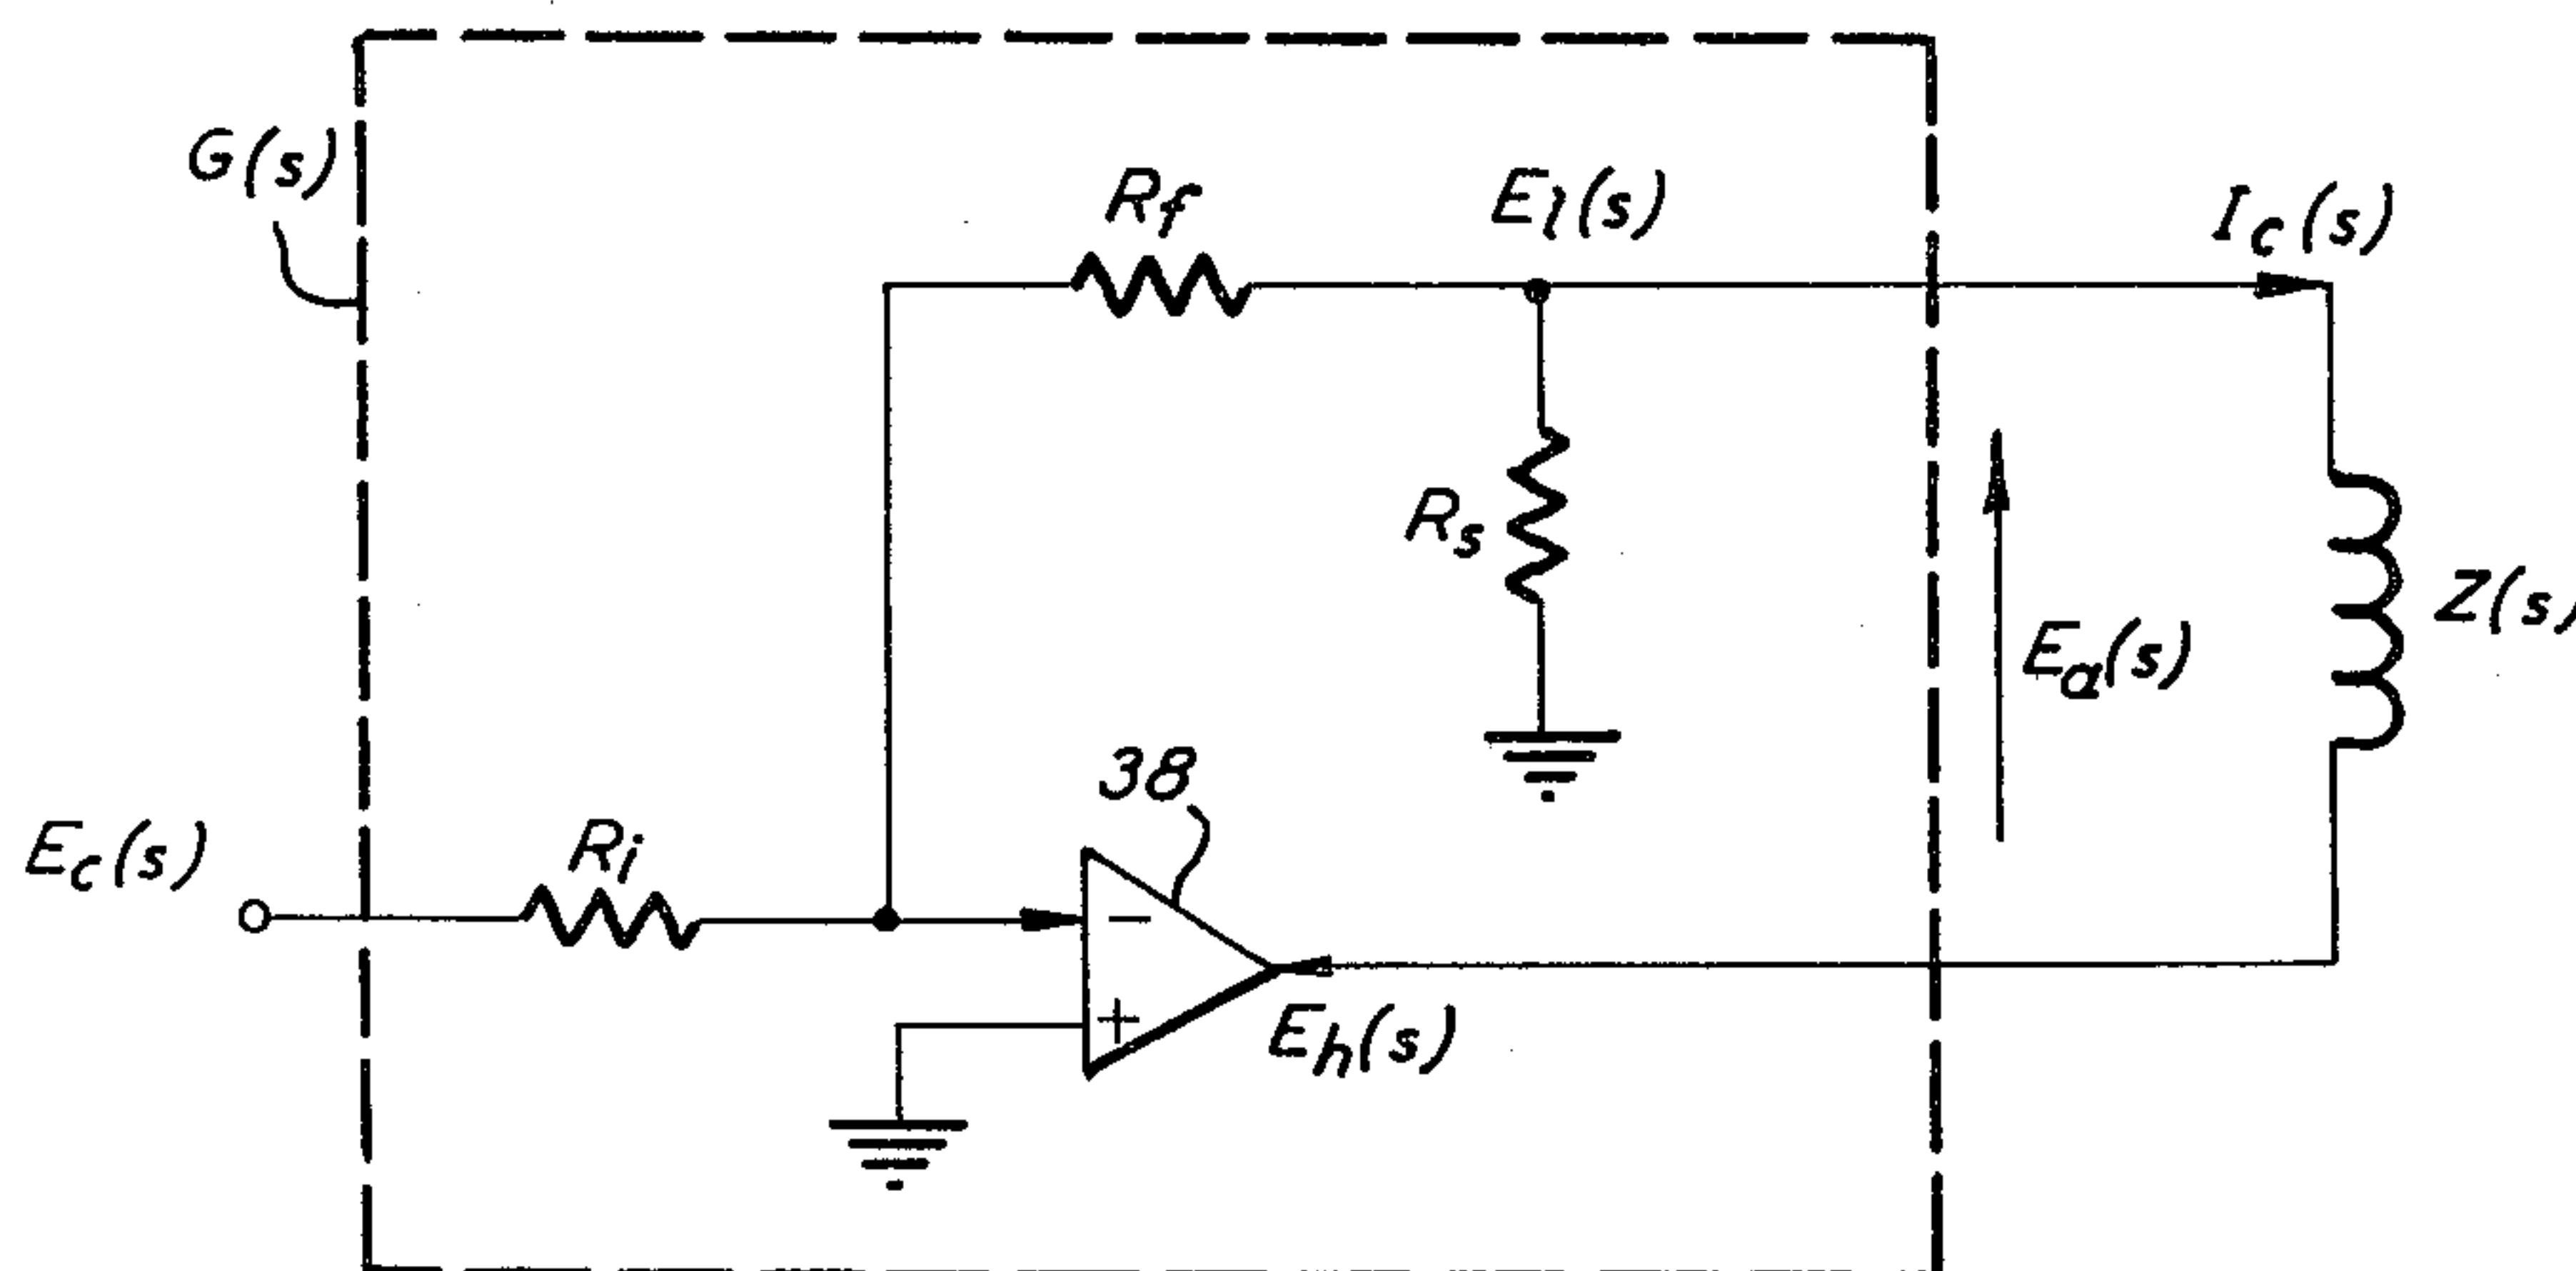 G(s)
Rf
El(s)
Ic(s)
Rs
Ea(s)
Z(s)
38
Ec(s)
Ri
−
+
Eh(s)